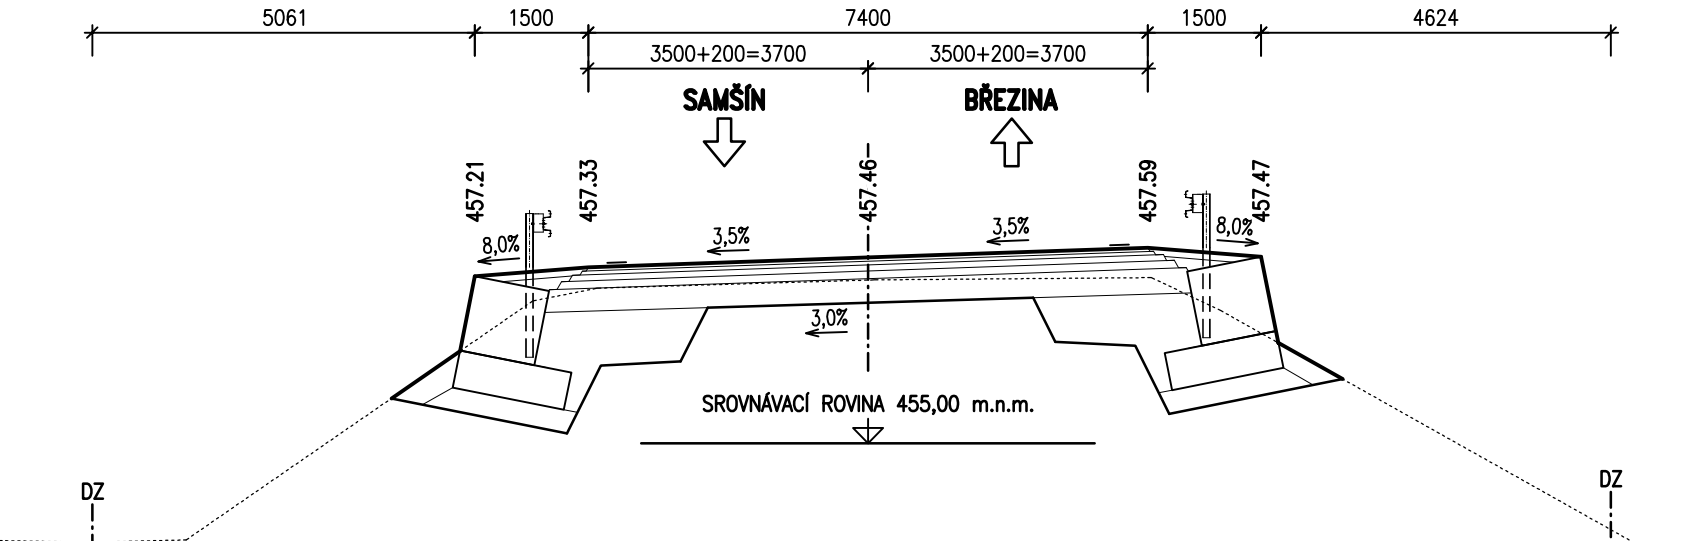 5061 1500 7400 1500 4624
3500+200=3700 3500+200=3700
SAMŠÍN BŘEZINA
457.21 457.33 457.46 457.59 457.47
8,0% 3,5% 3,5% 8,0%
3,0%
SROVNÁVACÍ ROVINA 455,00 m.n.m.
DZ DZ